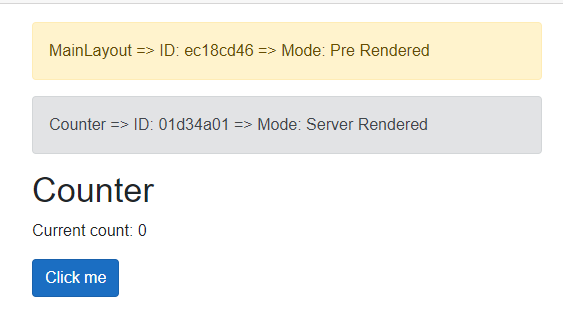 MainLayout => ID: ec18cd46 => Mode: Pre Rendered
Counter => ID: 01d34a01 => Mode: Server Rendered
Counter
Current count: 0
Click me